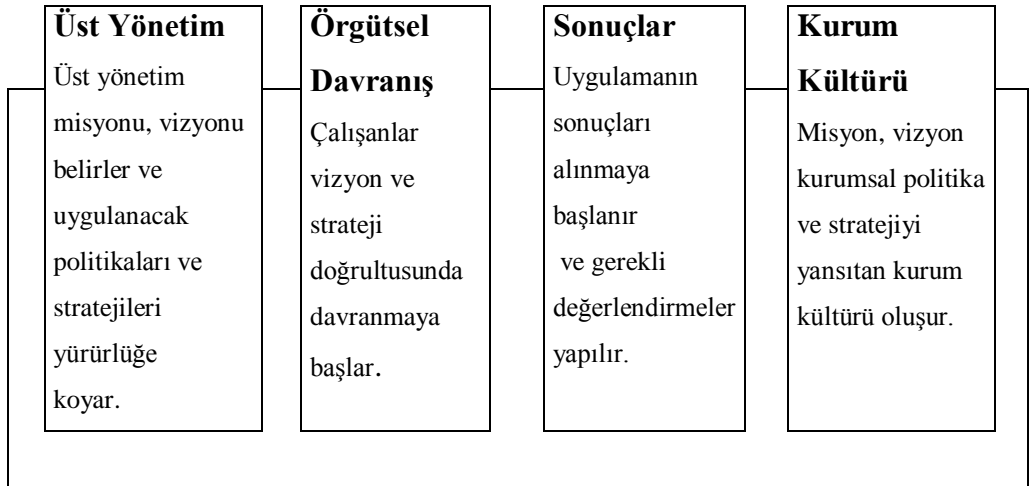 Üst Yönetim
Üst yönetim
misyonu, vizyonu
belirler ve
uygulanacak
politikaları ve
stratejileri
yürürlüğe
koyar.
Örgütsel
Davranış
Çalışanlar
vizyon ve
strateji
doğrultusunda
davranmaya
başlar.
Sonuçlar
Uygulamanın
sonuçları
alınmaya
başlanır
ve gerekli
değerlendirmeler
yapılır.
Kurum
Kültürü
Misyon, vizyon
kurumsal politika
ve stratejiyi
yansıtan kurum
kültürü oluşur.